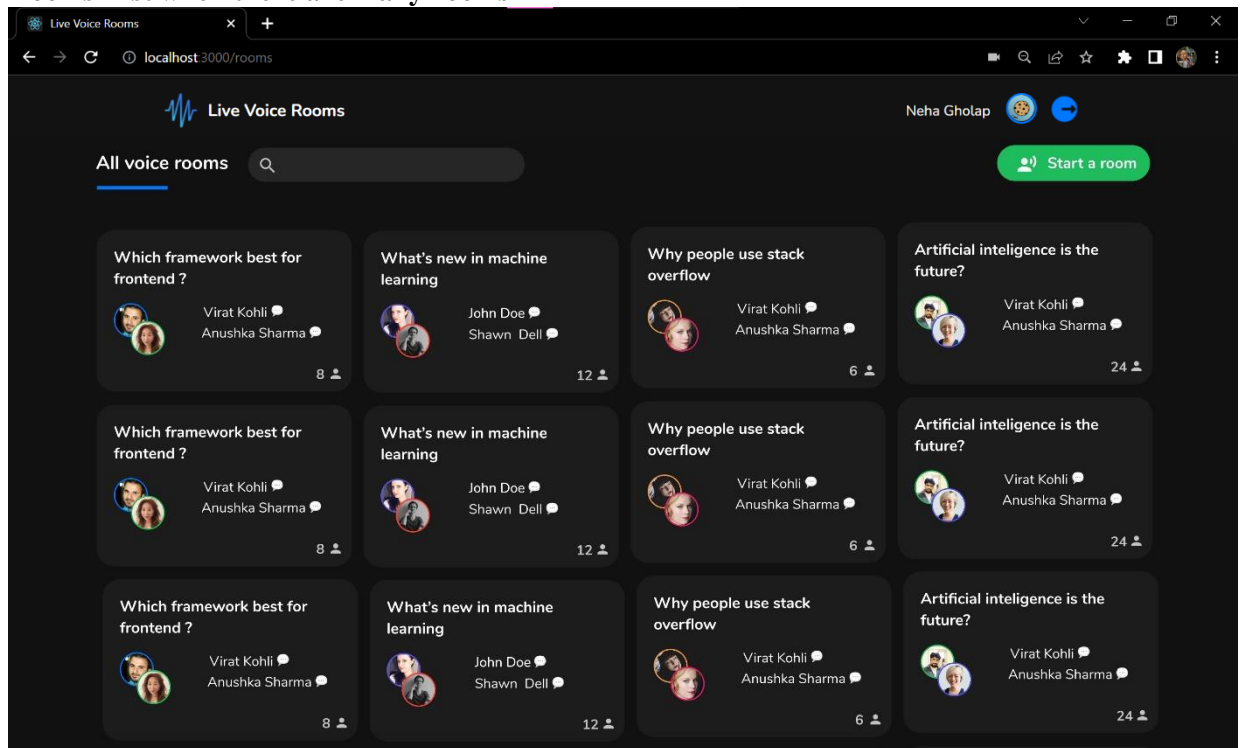 Live Voice Rooms
localhost:3000/rooms
Live Voice Rooms
Neha Gholap
All voice rooms
Start a room
Which framework best for
frontend ?
Virat Kohli
Anushka Sharma
8
What's new in machine
learning
John Doe
Shawn Dell
12
Why people use stack
overflow
Virat Kohli
Anushka Sharma
6
Artificial inteligence is the
future?
Virat Kohli
Anushka Sharma
24
Which framework best for
frontend ?
Virat Kohli
Anushka Sharma
8
What's new in machine
learning
John Doe
Shawn Dell
12
Why people use stack
overflow
Virat Kohli
Anushka Sharma
6
Artificial inteligence is the
future?
Virat Kohli
Anushka Sharma
24
Which framework best for
frontend ?
Virat Kohli
Anushka Sharma
8
What's new in machine
learning
John Doe
Shawn Dell
12
Why people use stack
overflow
Virat Kohli
Anushka Sharma
6
Artificial inteligence is the
future?
Virat Kohli
Anushka Sharma
24